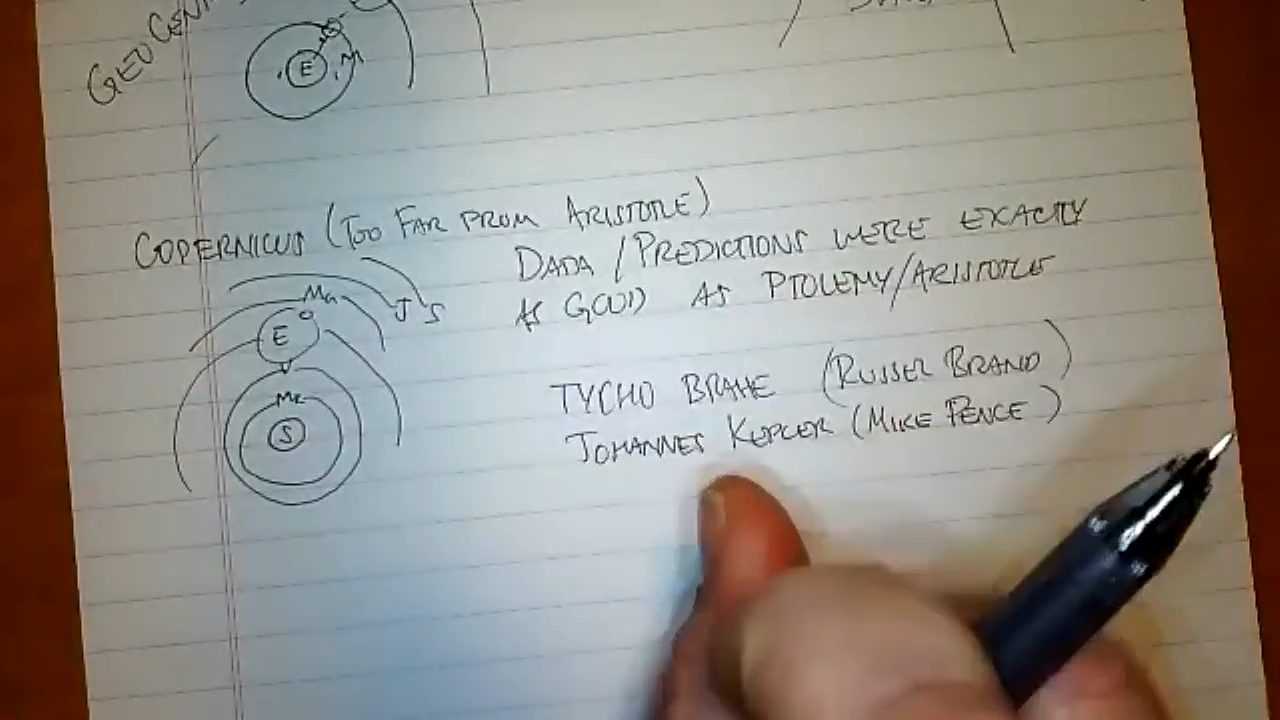 GEOCENT
E
M
COPERNICUS (TOO FAR FROM ARISTOTLE)
DATA / PREDICTIONS WERE EXACTLY
AS GOOD AS PTOLEMY/ARISTOTLE
Ma
J S
E
V
Me
S
TYCHO BRAHE (RUSSEL BRAND)
JOHANNES KEPLER (MIKE PENCE)